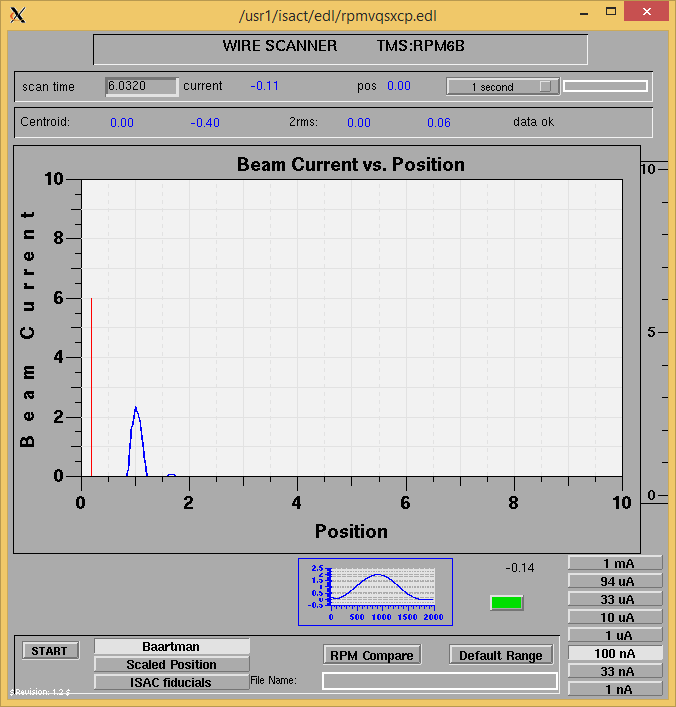 /usr1/isact/edl/rpmvqsxcp.edl
WIRE SCANNER TMS:RPM6B
scan time 6.0320 current -0.11 pos 0.00 1 second
Centroid: 0.00 -0.40 2rms: 0.00 0.06 data ok
Beam Current vs. Position
10
8
6
4
2
0
Beam Current
0 2 4 6 8 10
Position
10
5
0
2.5
2
1.5
1
0.5
0
-0.5
0 500 1000 1500 2000
-0.14
1 mA
94 uA
33 uA
10 uA
1 uA
100 nA
33 nA
1 nA
START
Baartman
Scaled Position
ISAC fiducials
RPM Compare
Default Range
File Name:
$Revision: 1.2 $